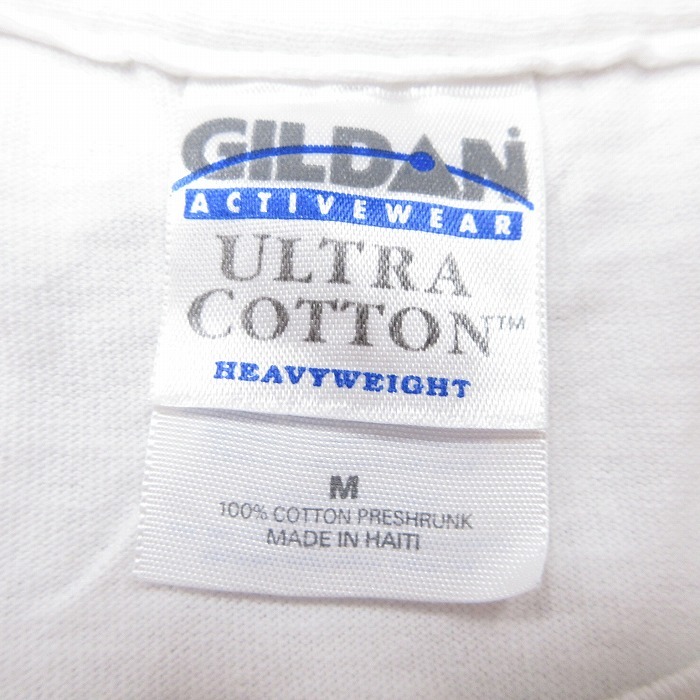 GILDAN
ACTIVEWEAR
ULTRA
COTTON™
HEAVYWEIGHT
M
100% COTTON PRESHRUNK
MADE IN HAITI